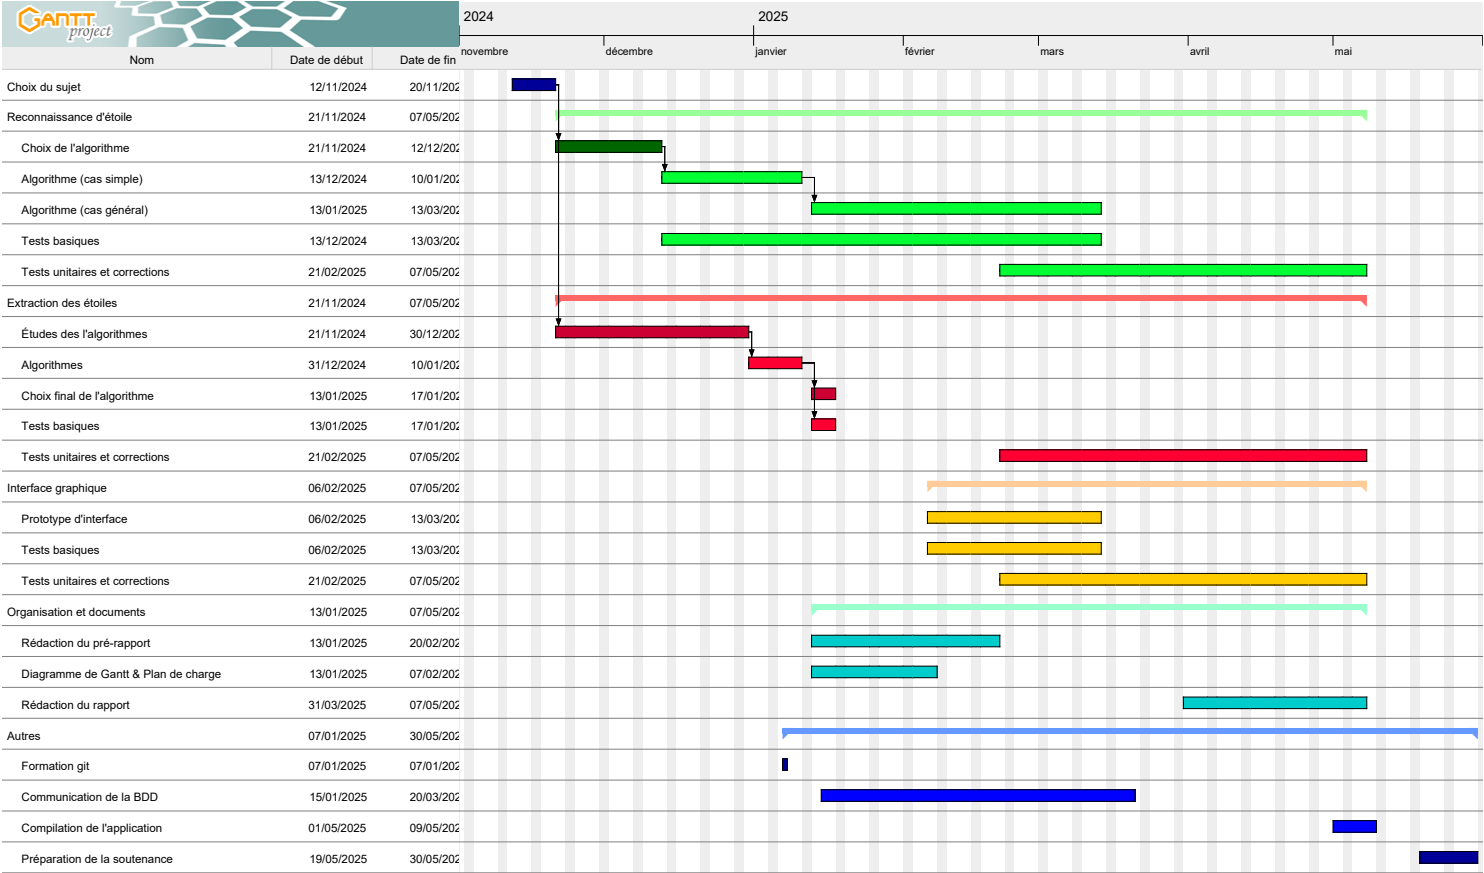 GANTT project
2024 2025
novembre décembre janvier février mars avril mai
Nom Date de début Date de fin
Choix du sujet 12/11/2024 20/11/202
Reconnaissance d'étoile 21/11/2024 07/05/202
Choix de l'algorithme 21/11/2024 12/12/202
Algorithme (cas simple) 13/12/2024 10/01/202
Algorithme (cas général) 13/01/2025 13/03/202
Tests basiques 13/12/2024 13/03/202
Tests unitaires et corrections 21/02/2025 07/05/202
Extraction des étoiles 21/11/2024 07/05/202
Études des l'algorithmes 21/11/2024 30/12/202
Algorithmes 31/12/2024 10/01/202
Choix final de l'algorithme 13/01/2025 17/01/202
Tests basiques 13/01/2025 17/01/202
Tests unitaires et corrections 21/02/2025 07/05/202
Interface graphique 06/02/2025 07/05/202
Prototype d'interface 06/02/2025 13/03/202
Tests basiques 06/02/2025 13/03/202
Tests unitaires et corrections 21/02/2025 07/05/202
Organisation et documents 13/01/2025 07/05/202
Rédaction du pré-rapport 13/01/2025 20/02/202
Diagramme de Gantt & Plan de charge 13/01/2025 07/02/202
Rédaction du rapport 31/03/2025 07/05/202
Autres 07/01/2025 30/05/202
Formation git 07/01/2025 07/01/202
Communication de la BDD 15/01/2025 20/03/202
Compilation de l'application 01/05/2025 09/05/202
Préparation de la soutenance 19/05/2025 30/05/202